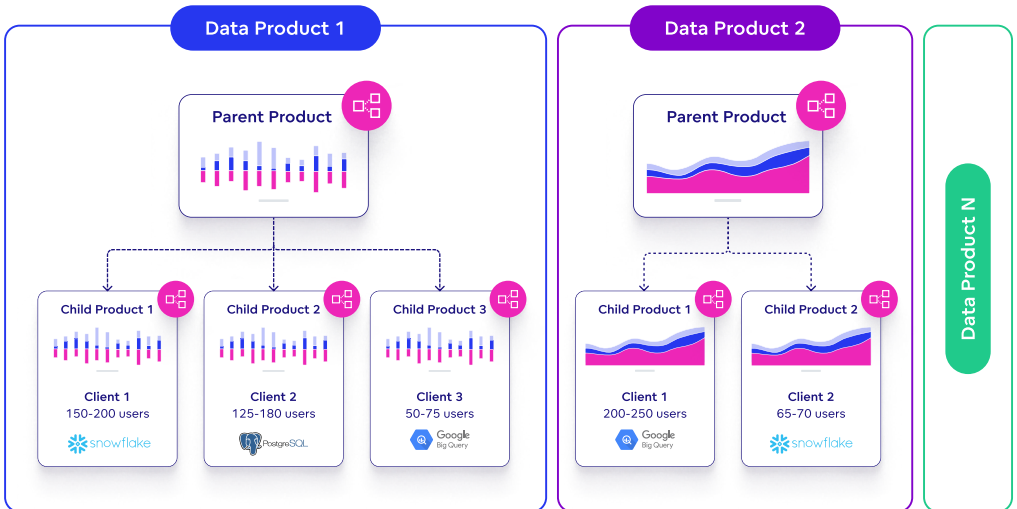 Data Product 1
Parent Product
Child Product 1
Client 1
150-200 users
snowflake
Child Product 2
Client 2
125-180 users
PostgreSQL
Child Product 3
Client 3
50-75 users
Google
Big Query
Data Product 2
Parent Product
Child Product 1
Client 1
200-250 users
Google
Big Query
Child Product 2
Client 2
65-70 users
snowflake
Data Product N